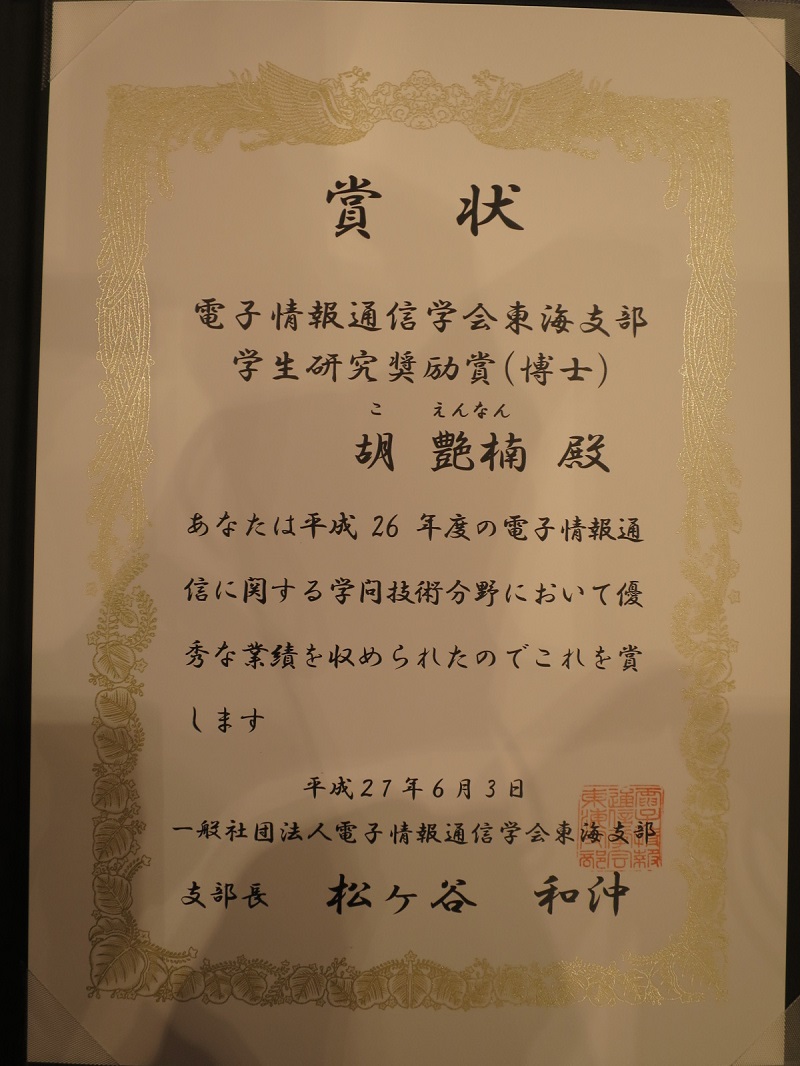 賞 状
電子情報通信学会東海支部
学生研究奨励賞(博士)
こ えんなん
胡 艶楠 殿
あなたは平成 26 年度の電子情報通
信に関する学問技術分野において優
秀な業績を収められたのでこれを賞
します
平成27年6月3日
一般社団法人電子情報通信学会東海支部
支部長 松ヶ谷 和沖